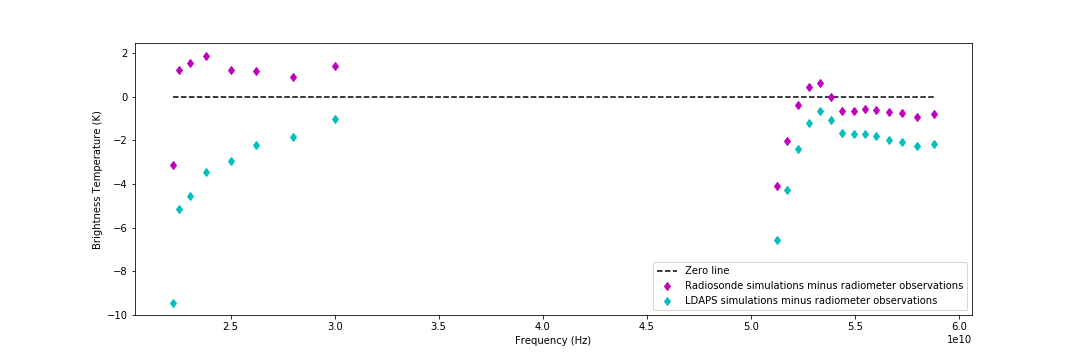 2
0
−2
−4
−6
−8
−10
Brightness Temperature (K)
Zero line
Radiosonde simulations minus radiometer observations
LDAPS simulations minus radiometer observations
2.5 3.0 3.5 4.0 4.5 5.0 5.5 6.0
1e10
Frequency (Hz)